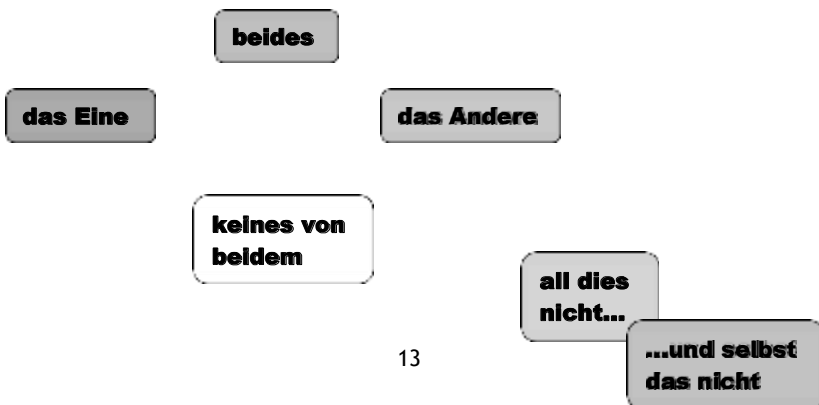 beides
das Eine
das Andere
keines von
beidem
all dies
nicht...
...und selbst
das nicht
13